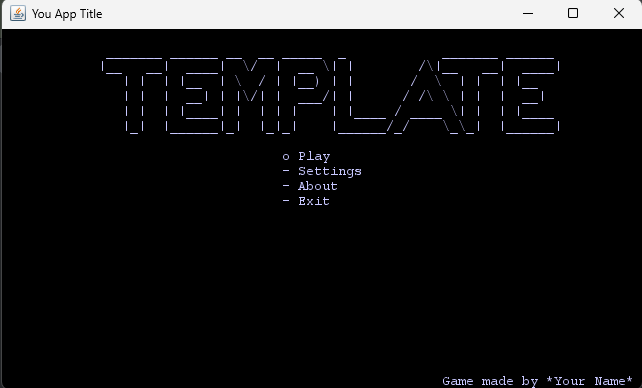 You App Title
TEMPLATE
o Play
- Settings
- About
- Exit
Game made by *Your Name*